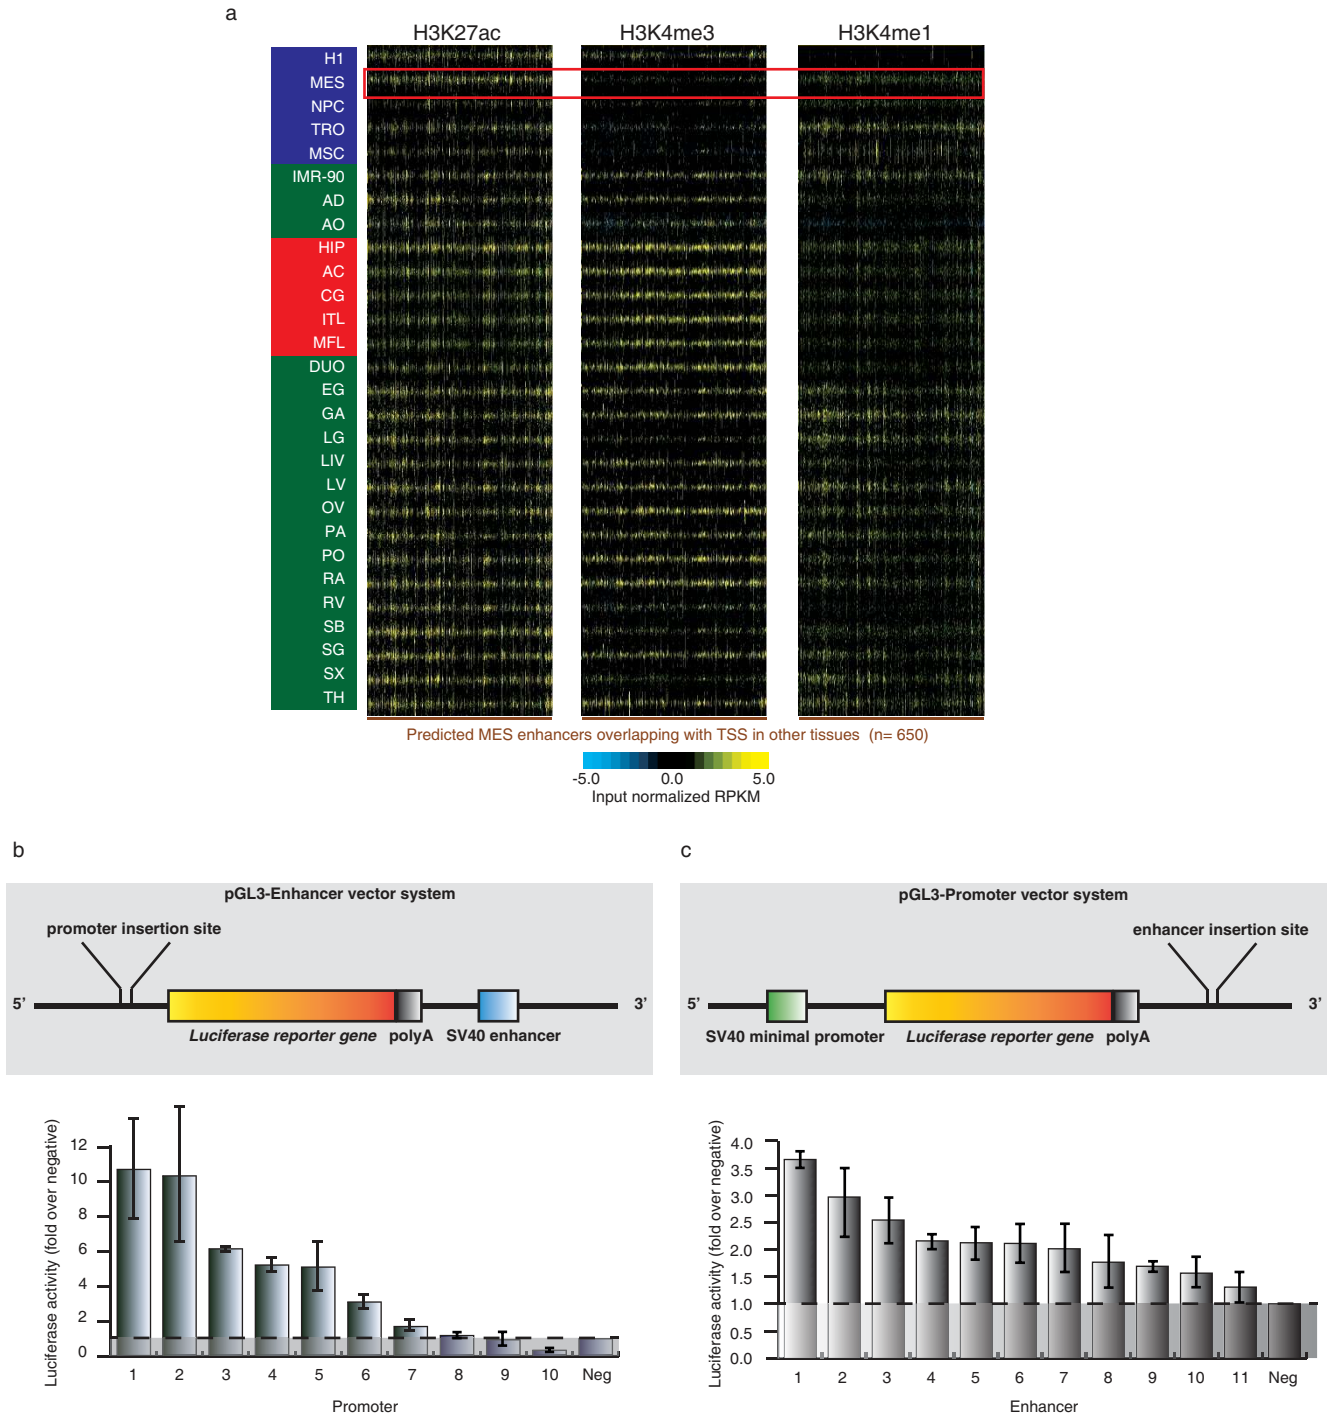 a
H3K27ac
H3K4me3
H3K4me1
H1
MES
NPC
TRO
MSC
IMR-90
AD
AO
HIP
AC
CG
ITL
MFL
DUO
EG
GA
LG
LIV
LV
OV
PA
PO
RA
RV
SB
SG
SX
TH
Predicted MES enhancers overlapping with TSS in other tissues (n= 650)
-5.0 0.0 5.0
Input normalized RPKM
b
pGL3-Enhancer vector system
promoter insertion site
5’ 3’
Luciferase reporter gene polyA SV40 enhancer
Luciferase activity (fold over negative)
12
10
8
6
4
2
0
1 2 3 4 5 6 7 8 9 10 Neg
Promoter
c
pGL3-Promoter vector system
enhancer insertion site
5’ 3’
SV40 minimal promoter Luciferase reporter gene polyA
Luciferase activity (fold over negative)
4.0
3.5
3.0
2.5
2.0
1.5
1.0
0.5
0.0
1 2 3 4 5 6 7 8 9 10 11 Neg
Enhancer